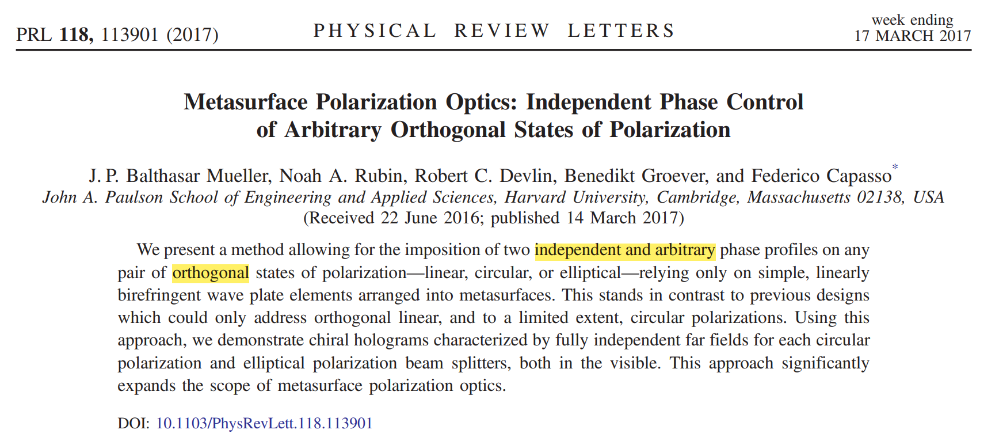 PRL 118, 113901 (2017)
PHYSICAL REVIEW LETTERS
week ending
17 MARCH 2017
Metasurface Polarization Optics: Independent Phase Control
of Arbitrary Orthogonal States of Polarization
J. P. Balthasar Mueller, Noah A. Rubin, Robert C. Devlin, Benedikt Groever, and Federico Capasso*
John A. Paulson School of Engineering and Applied Sciences, Harvard University, Cambridge, Massachusetts 02138, USA
(Received 22 June 2016; published 14 March 2017)
We present a method allowing for the imposition of two independent and arbitrary phase profiles on any
pair of orthogonal states of polarization—linear, circular, or elliptical—relying only on simple, linearly
birefringent wave plate elements arranged into metasurfaces. This stands in contrast to previous designs
which could only address orthogonal linear, and to a limited extent, circular polarizations. Using this
approach, we demonstrate chiral holograms characterized by fully independent far fields for each circular
polarization and elliptical polarization beam splitters, both in the visible. This approach significantly
expands the scope of metasurface polarization optics.
DOI: 10.1103/PhysRevLett.118.113901